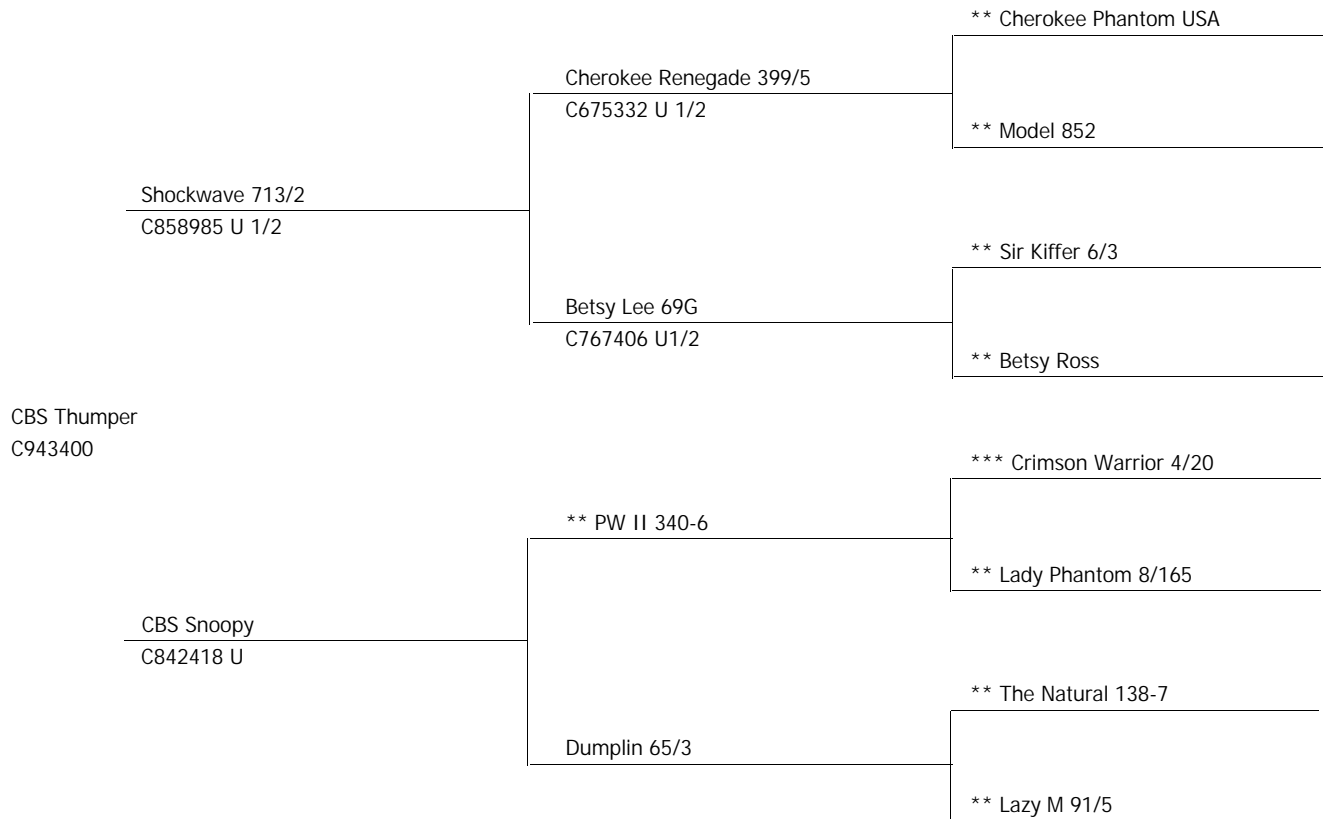 ** Cherokee Phantom USA
Cherokee Renegade 399/5
C675332 U 1/2
** Model 852
Shockwave 713/2
C858985 U 1/2
** Sir Kiffer 6/3
Betsy Lee 69G
C767406 U1/2
** Betsy Ross
CBS Thumper
C943400
*** Crimson Warrior 4/20
** PW II 340-6
** Lady Phantom 8/165
CBS Snoopy
C842418 U
** The Natural 138-7
Dumplin 65/3
** Lazy M 91/5